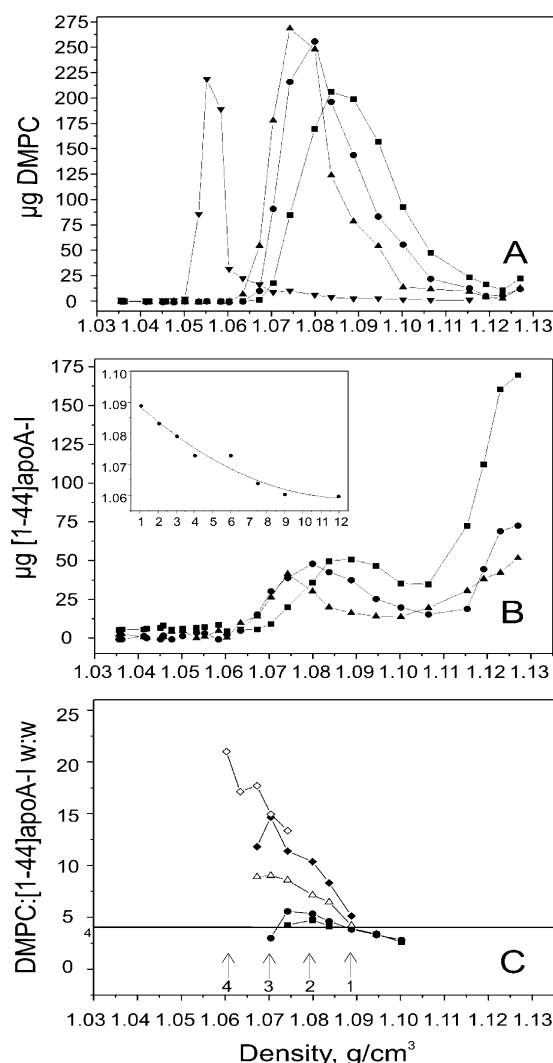 275
250
225
200
175
150
125
100
75
50
25
0
µg DMPC
A
1.03 1.04 1.05 1.06 1.07 1.08 1.09 1.10 1.11 1.12 1.13
175
150
125
100
75
50
25
0
µg [1-44]apoA-I
1.10
1.09
1.08
1.07
1.06
1 2 3 4 5 6 7 8 9 10 11 12
B
1.03 1.04 1.05 1.06 1.07 1.08 1.09 1.10 1.11 1.12 1.13
25
20
15
10
5
4
0
DMPC:[1-44]apoA-I w:w
4 3 2 1
C
1.03 1.04 1.05 1.06 1.07 1.08 1.09 1.10 1.11 1.12 1.13
Density, g/cm³